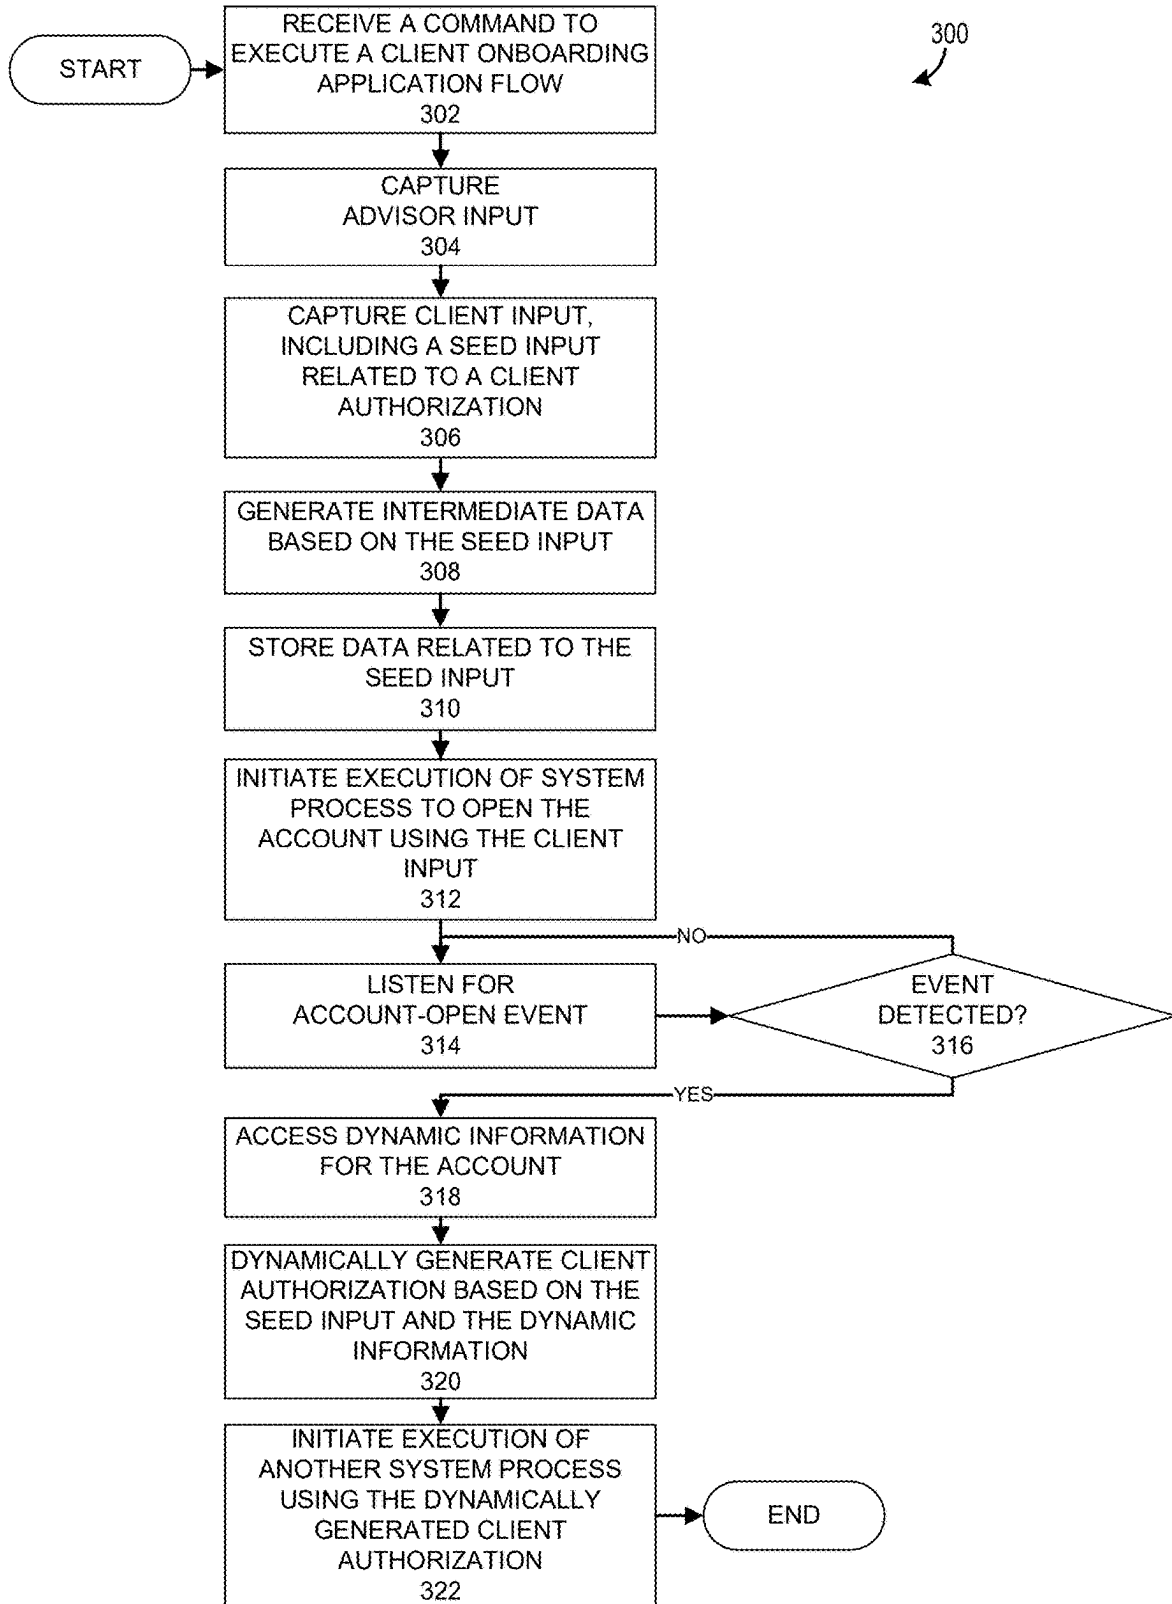 START
RECEIVE A COMMAND TO
EXECUTE A CLIENT ONBOARDING
APPLICATION FLOW
302
300
CAPTURE
ADVISOR INPUT
304
CAPTURE CLIENT INPUT,
INCLUDING A SEED INPUT
RELATED TO A CLIENT
AUTHORIZATION
306
GENERATE INTERMEDIATE DATA
BASED ON THE SEED INPUT
308
STORE DATA RELATED TO THE
SEED INPUT
310
INITIATE EXECUTION OF SYSTEM
PROCESS TO OPEN THE
ACCOUNT USING THE CLIENT
INPUT
312
NO
LISTEN FOR
ACCOUNT-OPEN EVENT
314
EVENT
DETECTED?
316
YES
ACCESS DYNAMIC INFORMATION
FOR THE ACCOUNT
318
DYNAMICALLY GENERATE CLIENT
AUTHORIZATION BASED ON THE
SEED INPUT AND THE DYNAMIC
INFORMATION
320
INITIATE EXECUTION OF
ANOTHER SYSTEM PROCESS
USING THE DYNAMICALLY
GENERATED CLIENT
AUTHORIZATION
322
END